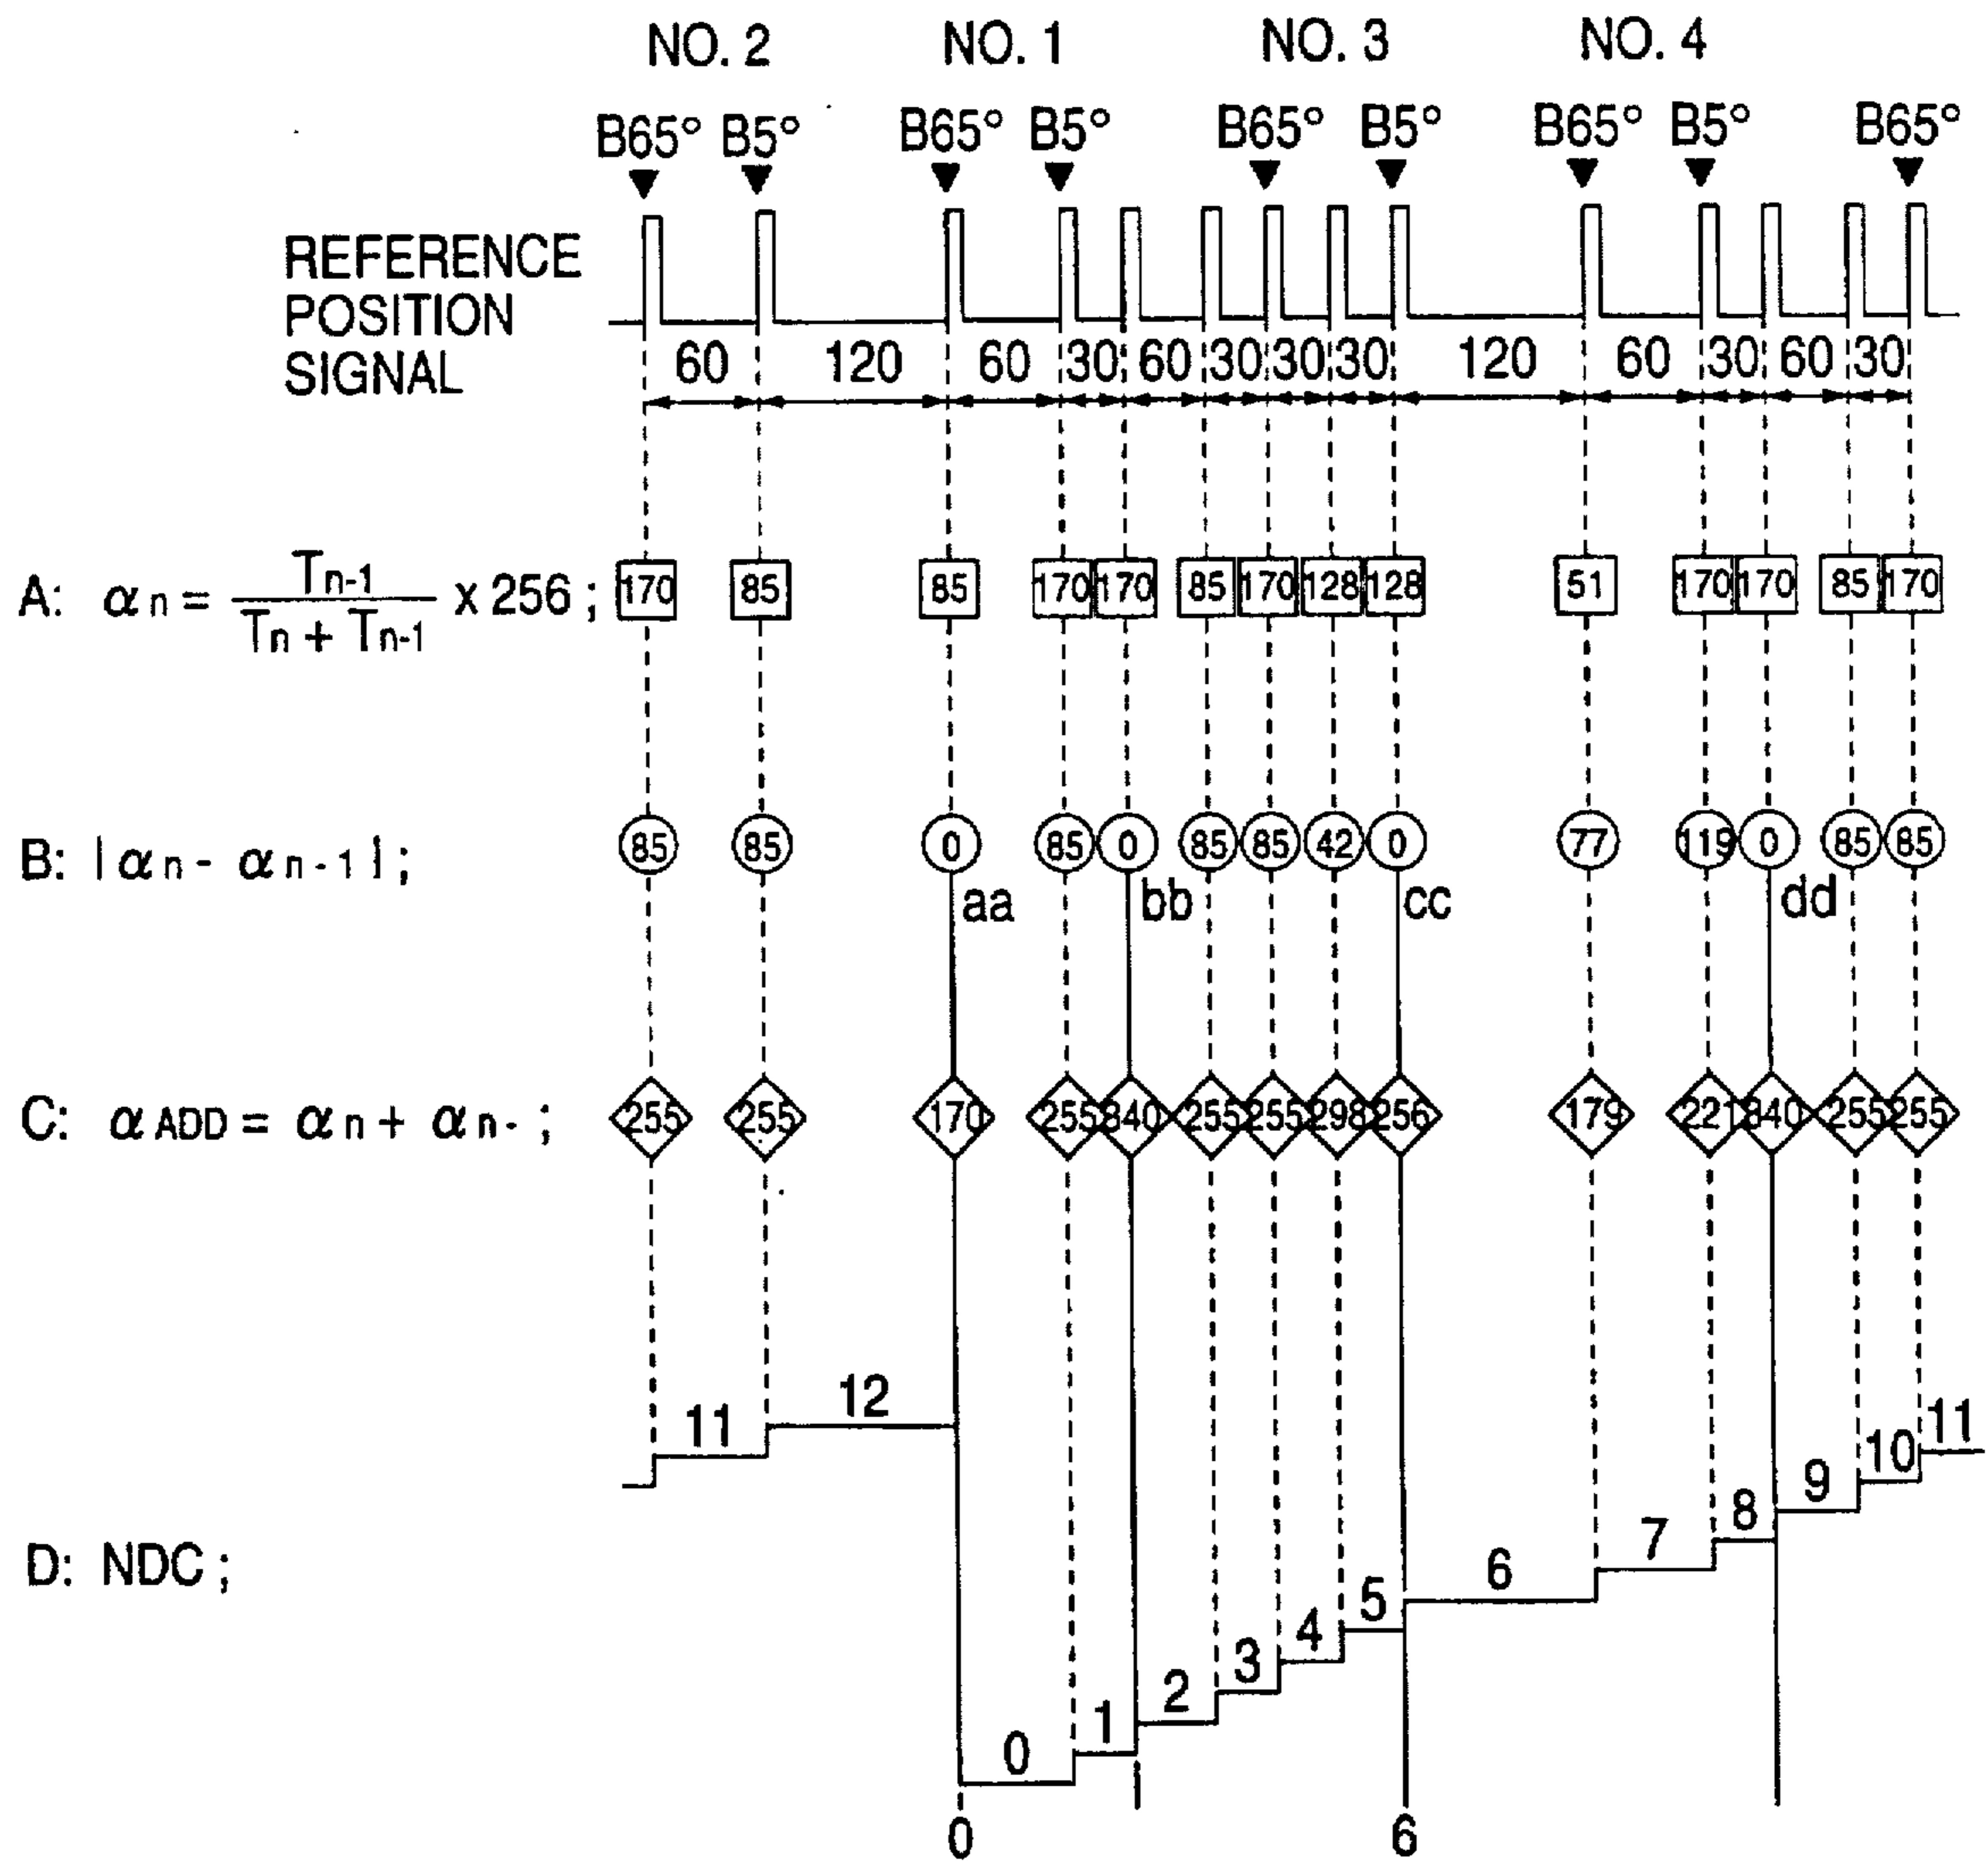 NO. 2 NO. 1 NO. 3 NO. 4
B65° B5° B65° B5° B65° B5° B65° B5° B65°
REFERENCE
POSITION
SIGNAL
60 120 60 30 60 30 30 30 120 60 30 60 30
A: αn = Tn-1 / Tn + Tn-1 x 256 ; 170 85 85 170 170 85 170 128 128 51 170 170 85 170
B: | αn - αn-1 | ; 85 85 0 85 0 85 85 42 0 77 119 0 85 85
aa bb cc dd
C: αADD = αn + αn- ; 255 255 170 255 340 255 255 298 256 179 221 340 255 255
11 12 0 1 2 3 4 5 6 7 8 9 10 11
D: NDC ;
0 6